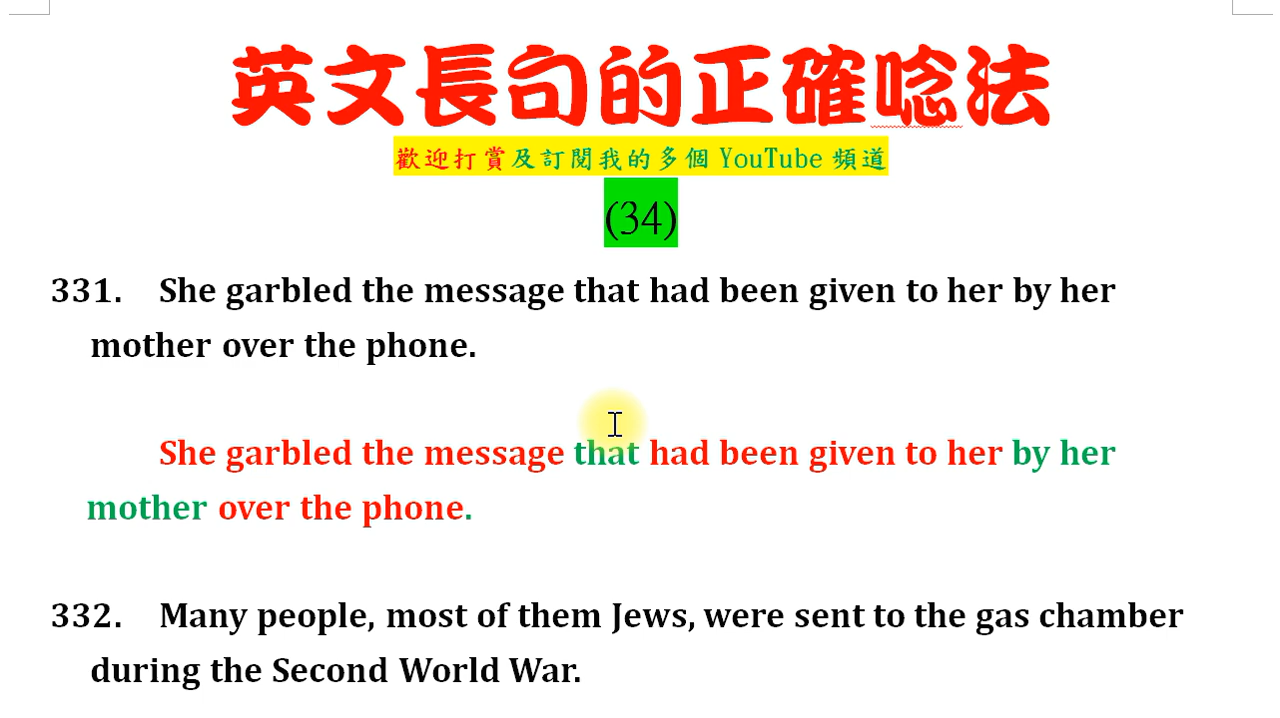 英文長句的正確唸法
歡迎打賞及訂閱我的多個 YouTube 頻道
(34)
331. She garbled the message that had been given to her by her
mother over the phone.
She garbled the message that had been given to her by her
mother over the phone.
332. Many people, most of them Jews, were sent to the gas chamber
during the Second World War.